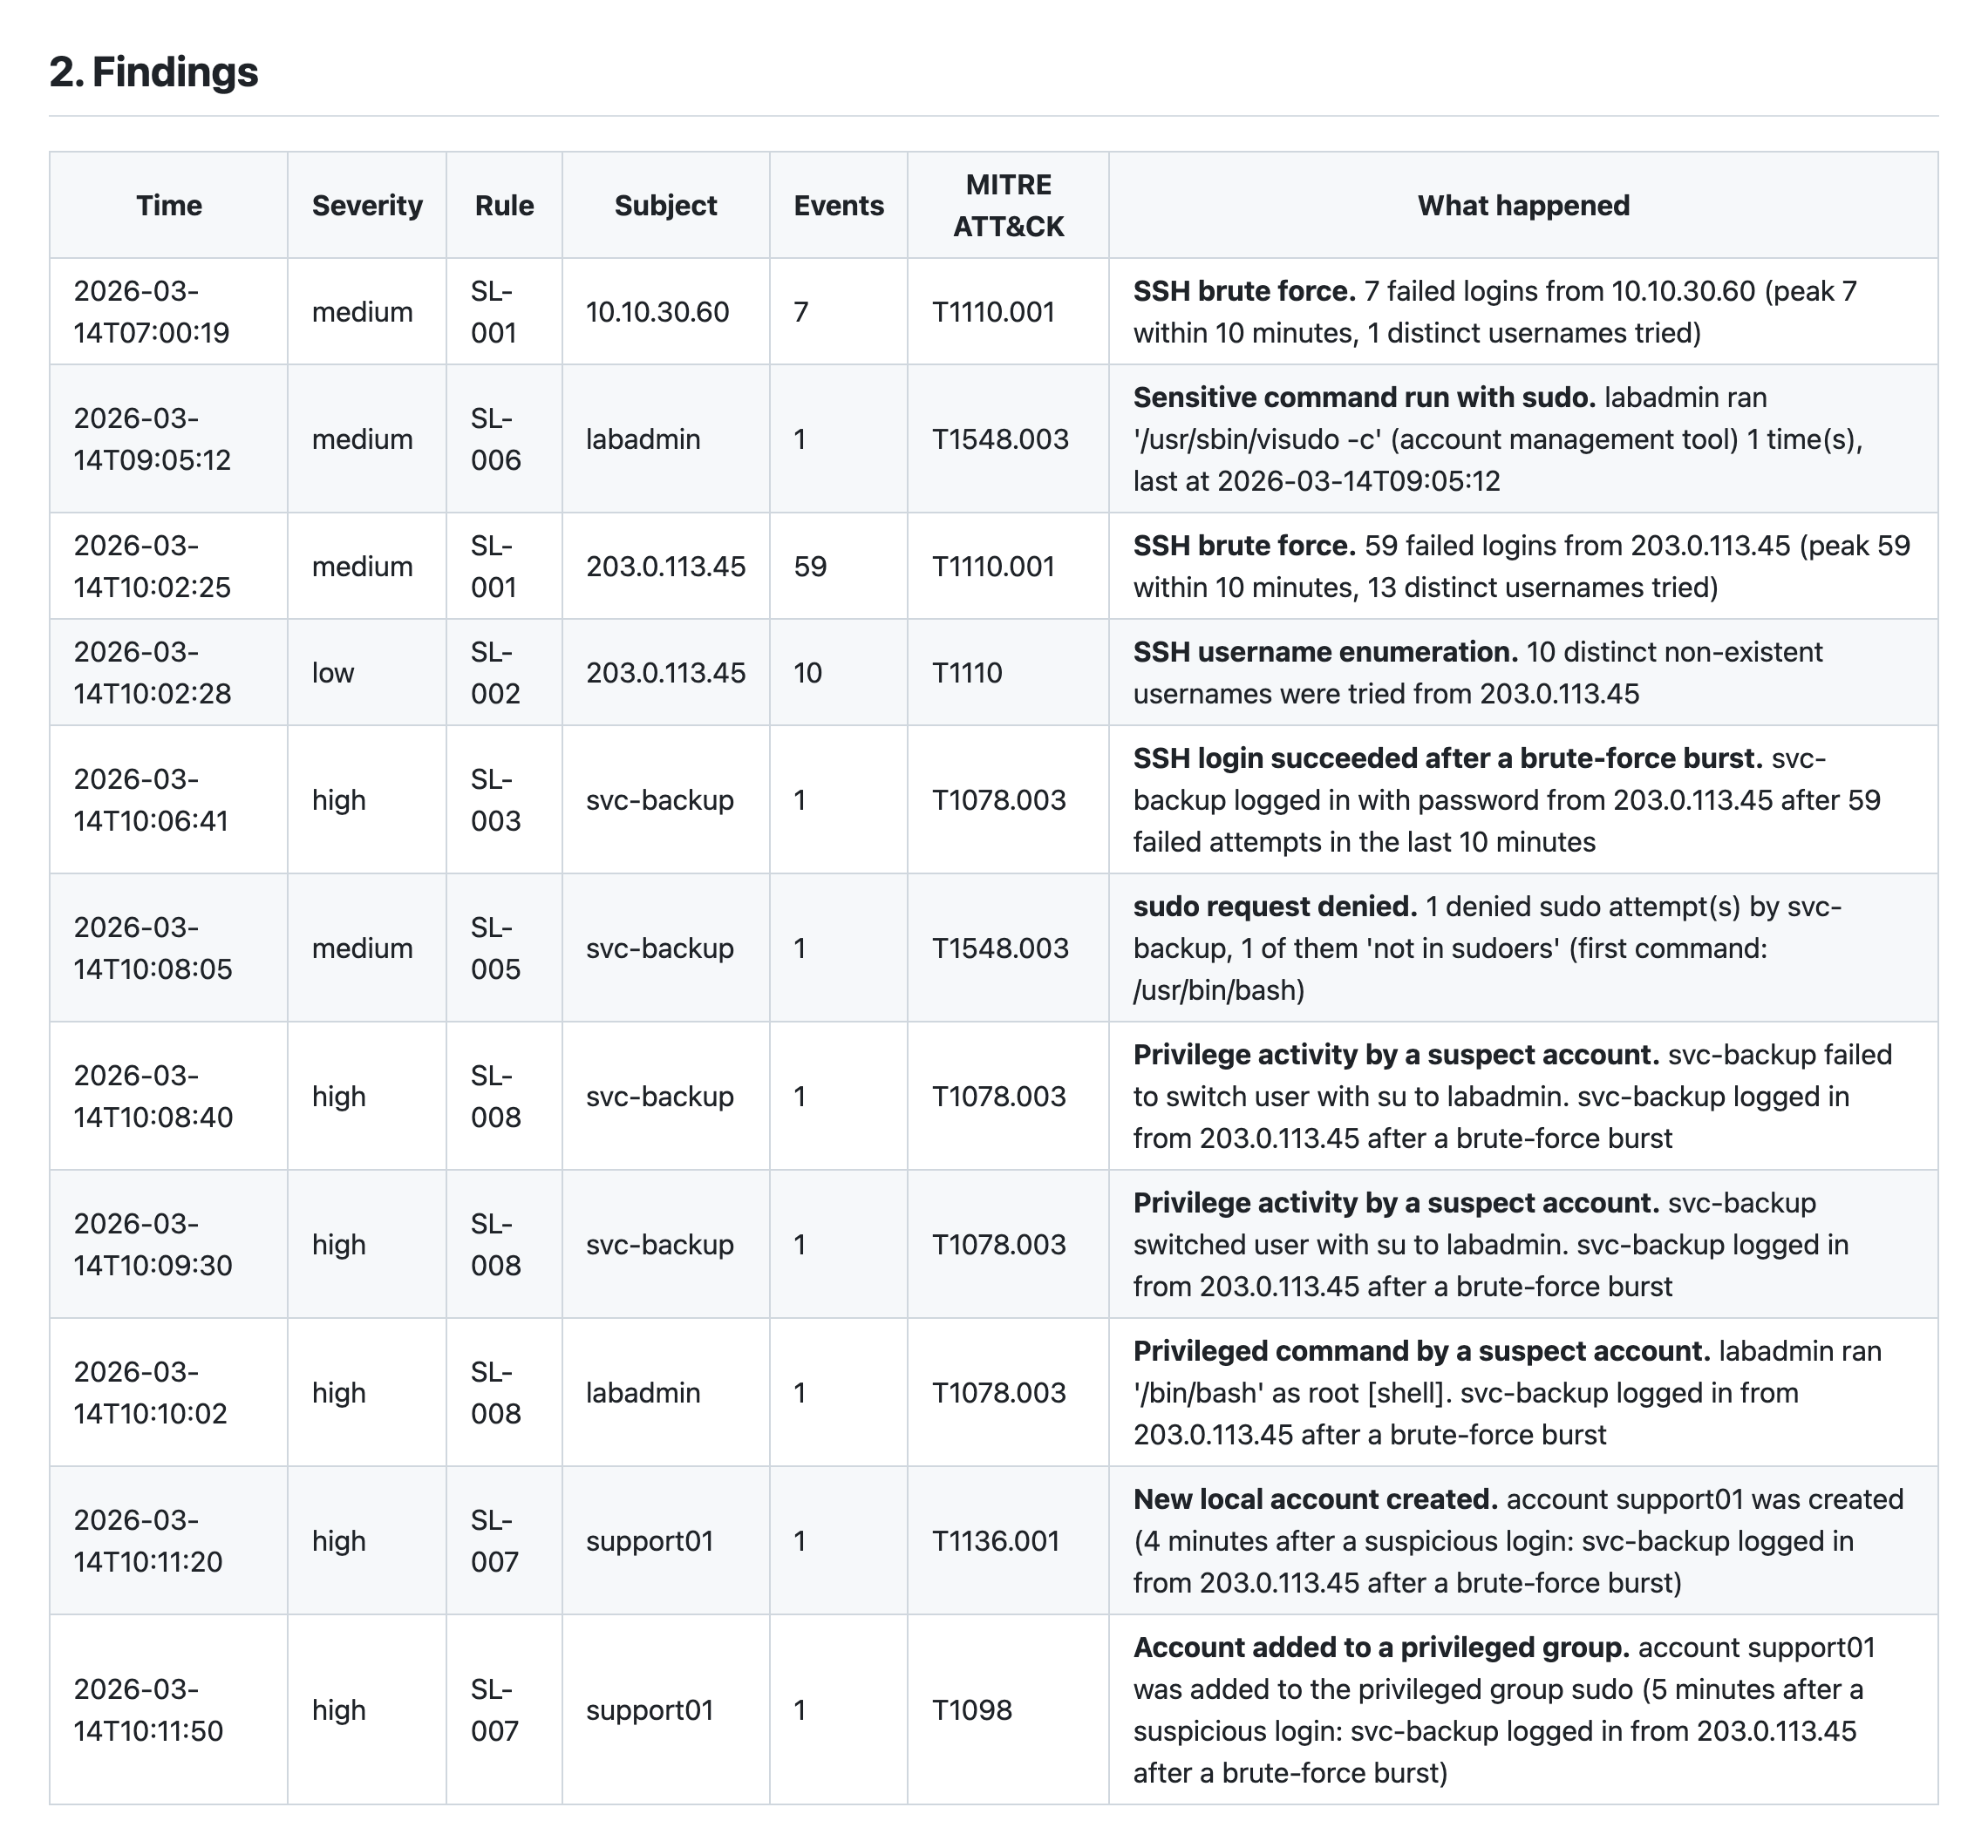 2. Findings
Time Severity Rule Subject Events MITRE ATT&CK What happened
2026-03-
14T07:00:19
medium
SL-
001
10.10.30.60
7
T1110.001
SSH brute force. 7 failed logins from 10.10.30.60 (peak 7
within 10 minutes, 1 distinct usernames tried)
2026-03-
14T09:05:12
medium
SL-
006
labadmin
1
T1548.003
Sensitive command run with sudo. labadmin ran
'/usr/sbin/visudo -c' (account management tool) 1 time(s),
last at 2026-03-14T09:05:12
2026-03-
14T10:02:25
medium
SL-
001
203.0.113.45
59
T1110.001
SSH brute force. 59 failed logins from 203.0.113.45 (peak 59
within 10 minutes, 13 distinct usernames tried)
2026-03-
14T10:02:28
low
SL-
002
203.0.113.45
10
T1110
SSH username enumeration. 10 distinct non-existent
usernames were tried from 203.0.113.45
2026-03-
14T10:06:41
high
SL-
003
svc-backup
1
T1078.003
SSH login succeeded after a brute-force burst. svc-
backup logged in with password from 203.0.113.45 after 59
failed attempts in the last 10 minutes
2026-03-
14T10:08:05
medium
SL-
005
svc-backup
1
T1548.003
sudo request denied. 1 denied sudo attempt(s) by svc-
backup, 1 of them 'not in sudoers' (first command:
/usr/bin/bash)
2026-03-
14T10:08:40
high
SL-
008
svc-backup
1
T1078.003
Privilege activity by a suspect account. svc-backup failed
to switch user with su to labadmin. svc-backup logged in
from 203.0.113.45 after a brute-force burst
2026-03-
14T10:09:30
high
SL-
008
svc-backup
1
T1078.003
Privilege activity by a suspect account. svc-backup
switched user with su to labadmin. svc-backup logged in
from 203.0.113.45 after a brute-force burst
2026-03-
14T10:10:02
high
SL-
008
labadmin
1
T1078.003
Privileged command by a suspect account. labadmin ran
'/bin/bash' as root [shell]. svc-backup logged in from
203.0.113.45 after a brute-force burst
2026-03-
14T10:11:20
high
SL-
007
support01
1
T1136.001
New local account created. account support01 was created
(4 minutes after a suspicious login: svc-backup logged in
from 203.0.113.45 after a brute-force burst)
2026-03-
14T10:11:50
high
SL-
007
support01
1
T1098
Account added to a privileged group. account support01
was added to the privileged group sudo (5 minutes after a
suspicious login: svc-backup logged in from 203.0.113.45
after a brute-force burst)